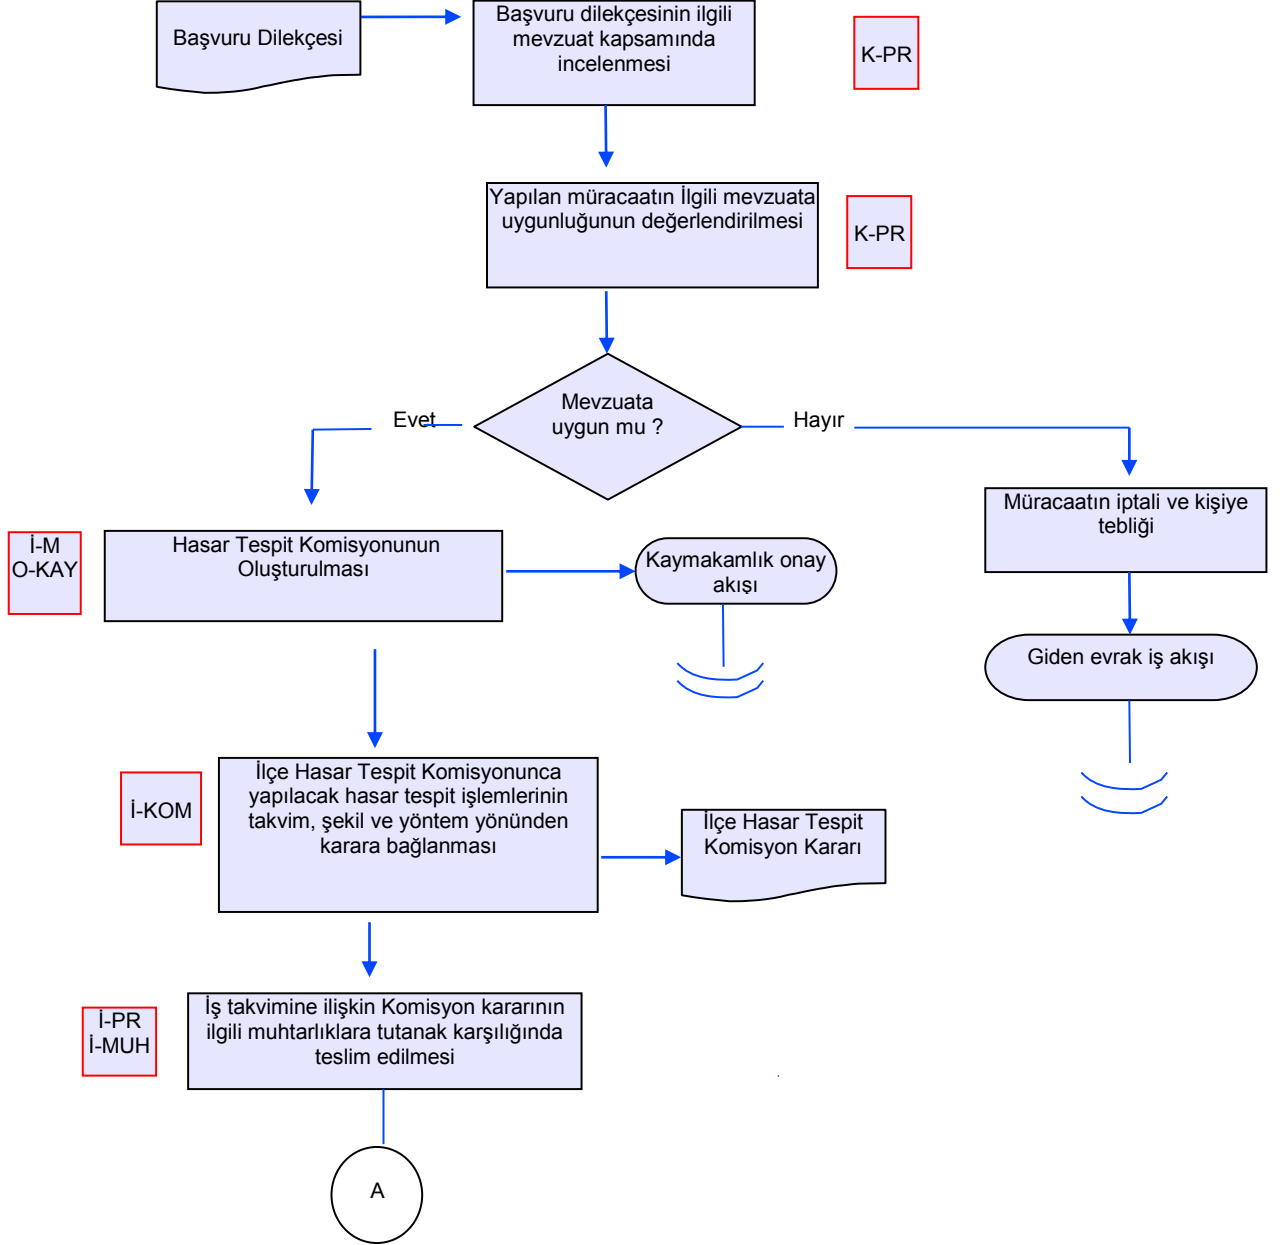 Başvuru Dilekçesi
Başvuru dilekçesinin ilgili
mevzuat kapsamında
incelenmesi
K-PR
Yapılan müracaatın İlgili mevzuata
uygunluğunun değerlendirilmesi
K-PR
Mevzuata
uygun mu ?
Evet
Hayır
Müracaatın iptali ve kişiye
tebliği
İ-M
O-KAY
Hasar Tespit Komisyonunun
Oluşturulması
Kaymakamlık onay
akışı
Giden evrak iş akışı
İ-KOM
İlçe Hasar Tespit Komisyonunca
yapılacak hasar tespit işlemlerinin
takvim, şekil ve yöntem yönünden
karara bağlanması
İlçe Hasar Tespit
Komisyon Kararı
İ-PR
İ-MUH
İş takvimine ilişkin Komisyon kararının
ilgili muhtarlıklara tutanak karşılığında
teslim edilmesi
A